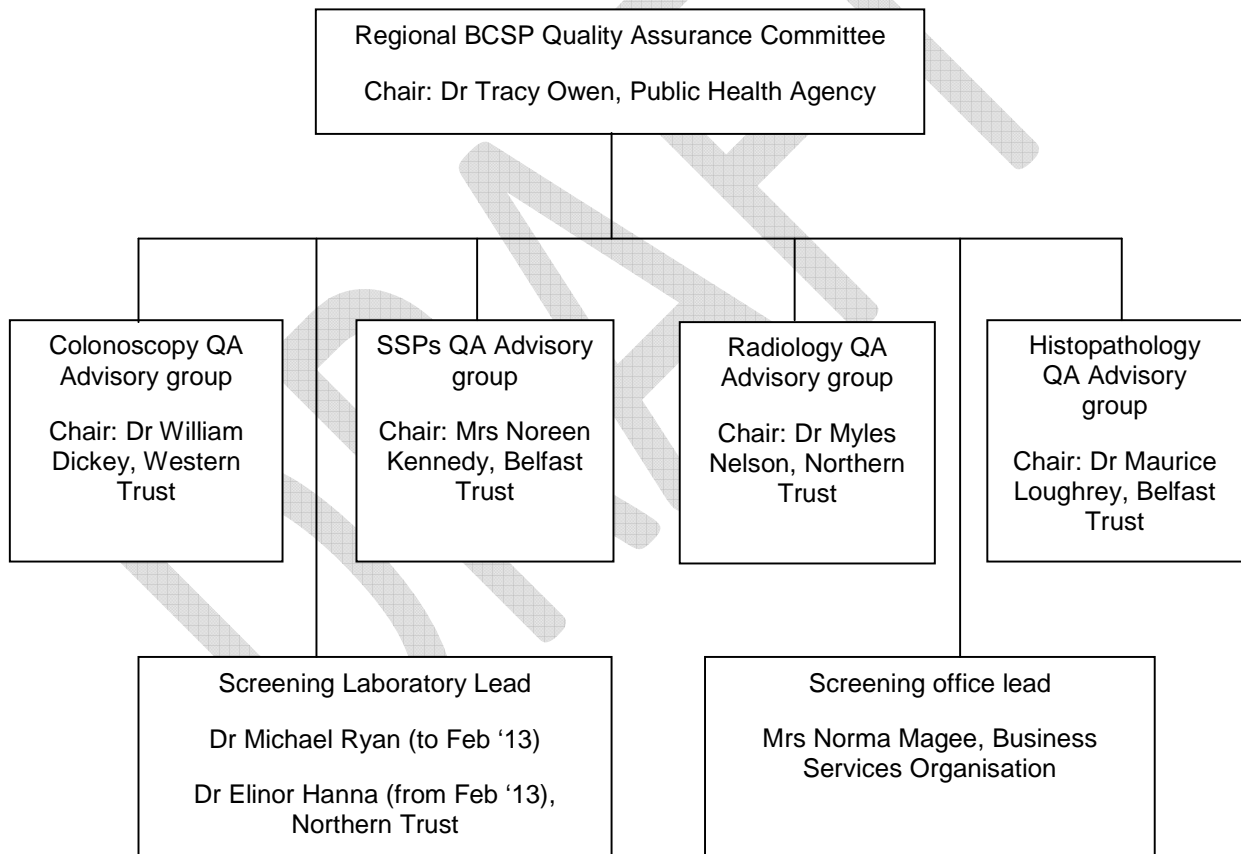 Regional BCSP Quality Assurance Committee
Chair: Dr Tracy Owen, Public Health Agency
Colonoscopy QA
Advisory group
Chair: Dr William
Dickey, Western
Trust
SSPs QA Advisory
group
Chair: Mrs Noreen
Kennedy, Belfast
Trust
Radiology QA
Advisory group
Chair: Dr Myles
Nelson, Northern
Trust
Histopathology
QA Advisory
group
Chair: Dr Maurice
Loughrey, Belfast
Trust
Screening Laboratory Lead
Dr Michael Ryan (to Feb ‘13)
Dr Elinor Hanna (from Feb ‘13),
Northern Trust
Screening office lead
Mrs Norma Magee, Business
Services Organisation
DRAFT